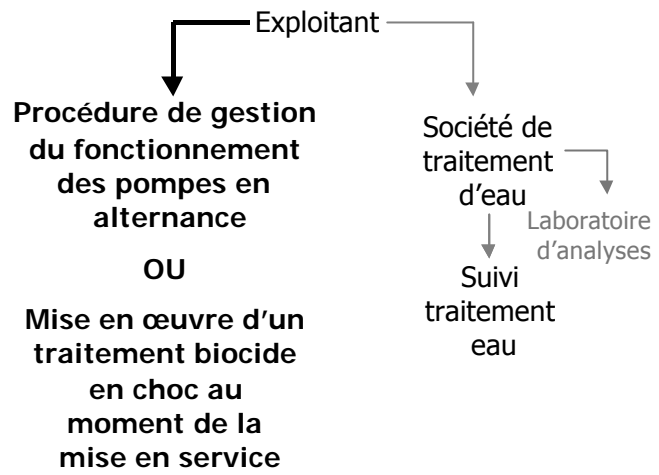 Exploitant
Procédure de gestion
du fonctionnement
des pompes en
alternance
OU
Mise en œuvre d'un
traitement biocide
en choc au
moment de la
mise en service
Société de
traitement
d'eau
Laboratoire
d'analyses
Suivi
traitement
eau